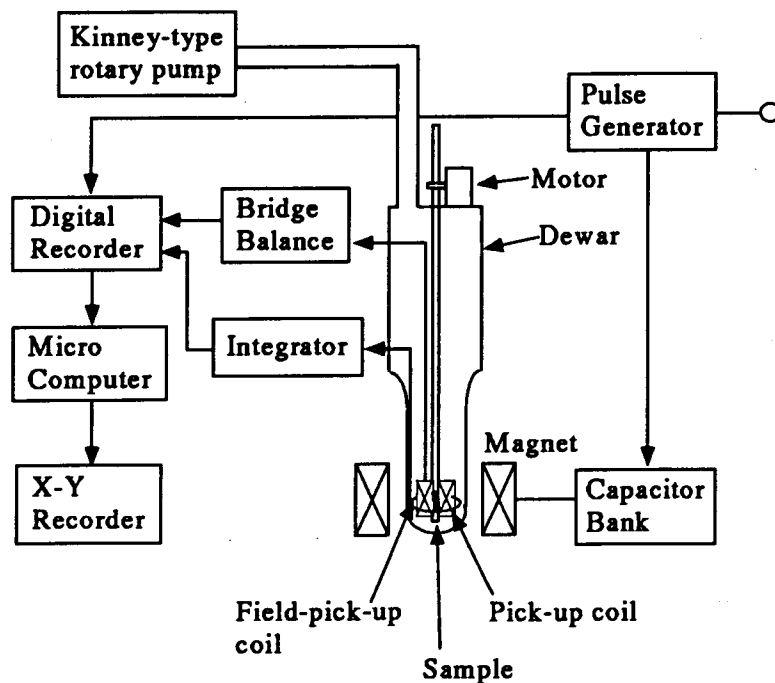 Kinney-type
rotary pump
Pulse
Generator
Motor
Dewar
Digital
Recorder
Bridge
Balance
Integrator
Micro
Computer
Magnet
X-Y
Recorder
Capacitor
Bank
Field-pick-up
coil
Pick-up coil
Sample